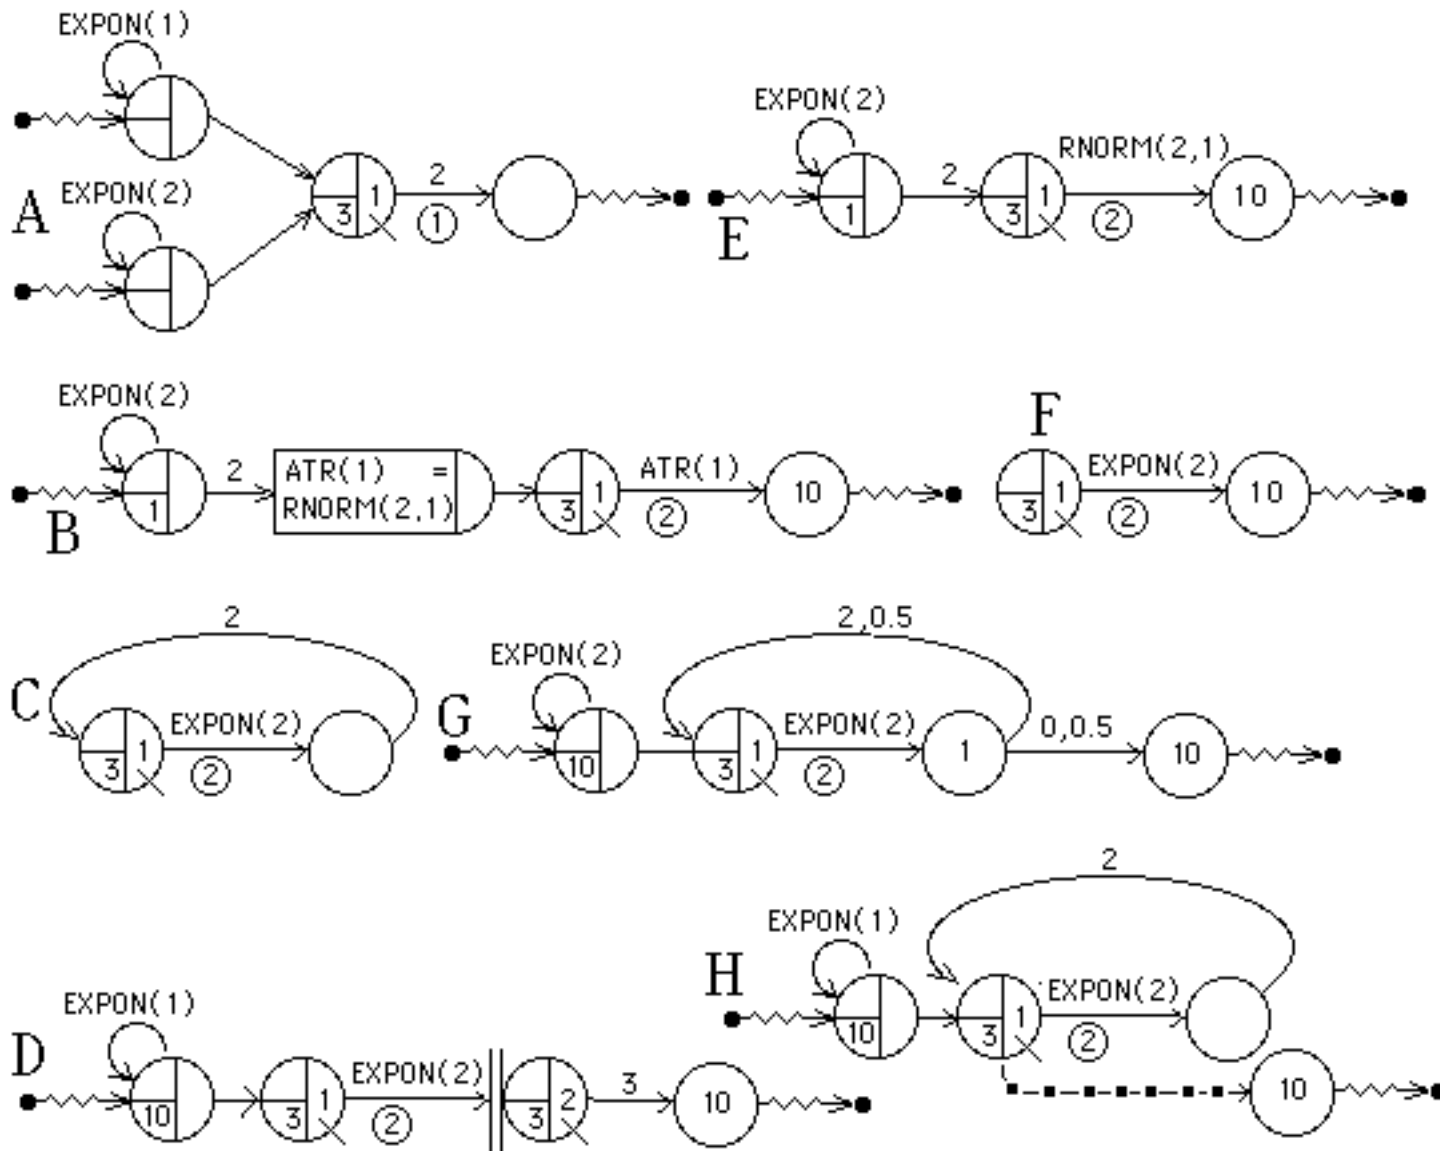 EXPON(1)
A
EXPON(2)
3
1
2
1
EXPON(2)
1
2
3
1
RNORM(2,1)
2
10
E
EXPON(2)
1
B
2
ATR(1) =
RNORM(2,1)
3
1
ATR(1)
2
10
F
3
1
EXPON(2)
2
10
C
2
3
1
EXPON(2)
2
G
EXPON(2)
10
2,0.5
3
1
EXPON(2)
2
1
0,0.5
10
D
EXPON(1)
10
3
1
EXPON(2)
2
3
2
3
10
H
EXPON(1)
10
2
3
1
EXPON(2)
2
10